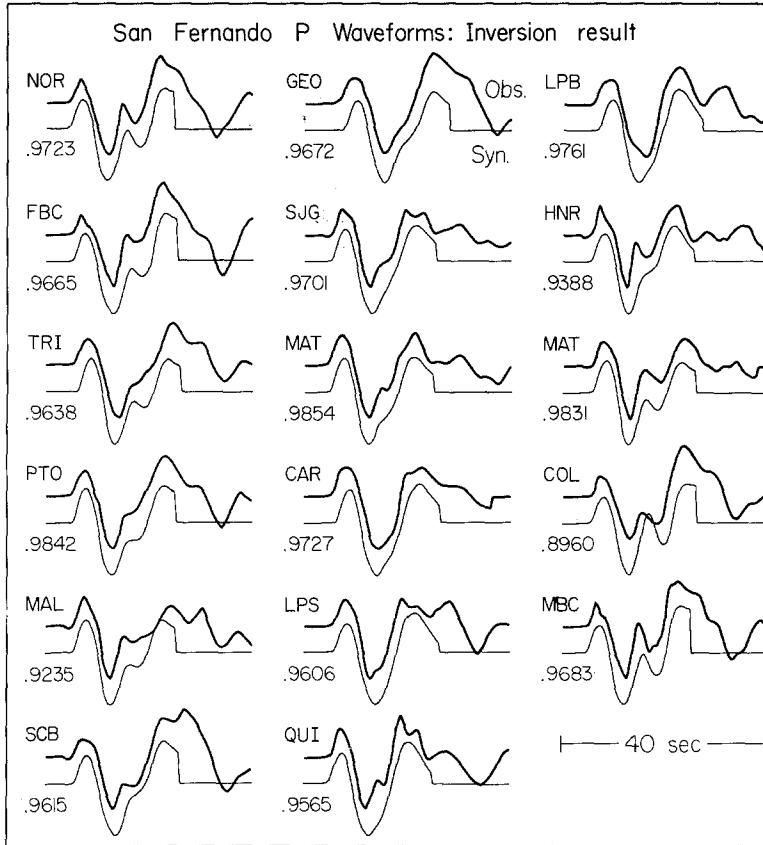 San Fernando P Waveforms: Inversion result
NOR GEO Obs. LPB
.9723 .9672 Syn. .9761
FBC SJG HNR
.9665 .9701 .9388
TRI MAT MAT
.9638 .9854 .9831
PTO CAR COL
.9842 .9727 .8960
MAL LPS MBC
.9235 .9606 .9683
SCB QUI 40 sec
.9615 .9565